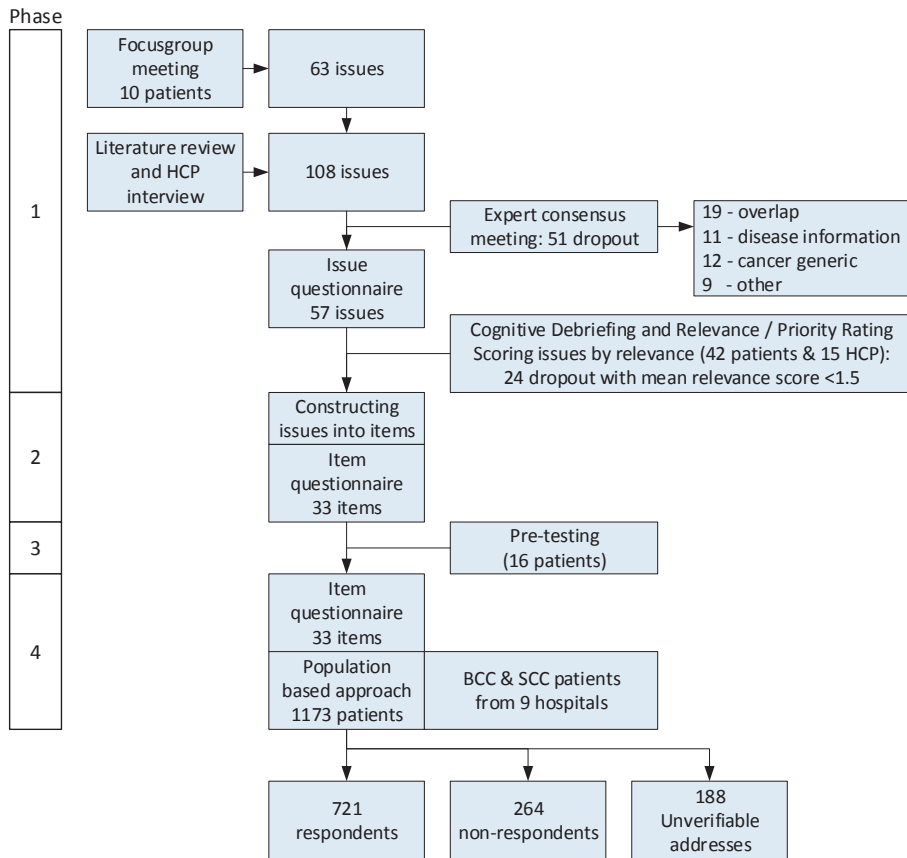 Phase
Focusgroup
meeting
10 patients
63 issues
Literature review
and HCP
interview
108 issues
1
Expert consensus
meeting: 51 dropout
19 - overlap
11 - disease information
12 - cancer generic
9 - other
Issue
questionnaire
57 issues
Cognitive Debriefing and Relevance / Priority Rating
Scoring issues by relevance (42 patients & 15 HCP):
24 dropout with mean relevance score <1.5
Constructing
issues into items
2
Item
questionnaire
33 items
3
Pre-testing
(16 patients)
Item
questionnaire
33 items
4
Population
based approach
1173 patients
BCC & SCC patients
from 9 hospitals
721
respondents
264
non-respondents
188
Unverifiable
addresses